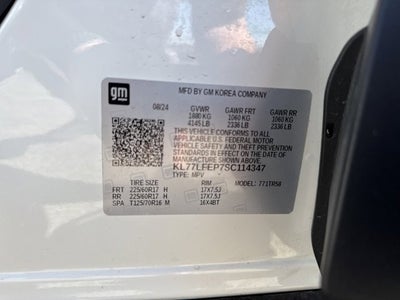 gm
MFD BY GM KOREA COMPANY
08/24 GVWR GAWR FRT GAWR RR
1880 KG 1060 KG 1060 KG
4145 LB 2336 LB 2336 LB
THIS VEHICLE CONFORMS TO ALL
APPLICABLE U.S. FEDERAL MOTOR
VEHICLE SAFETY AND THEFT
PREVENTION STANDARDS IN EFFECT
ON THE DATE OF MANUFACTURE
SHOWN ABOVE.
KL77LFEP7SC114347
TYPE: MPV
TIRE SIZE RIM MODEL: 771TR58
FRT 225/60R17 H 17X7.5J
RR 225/60R17 H 17X7.5J
SPA T125/70R16 M 16X4BT